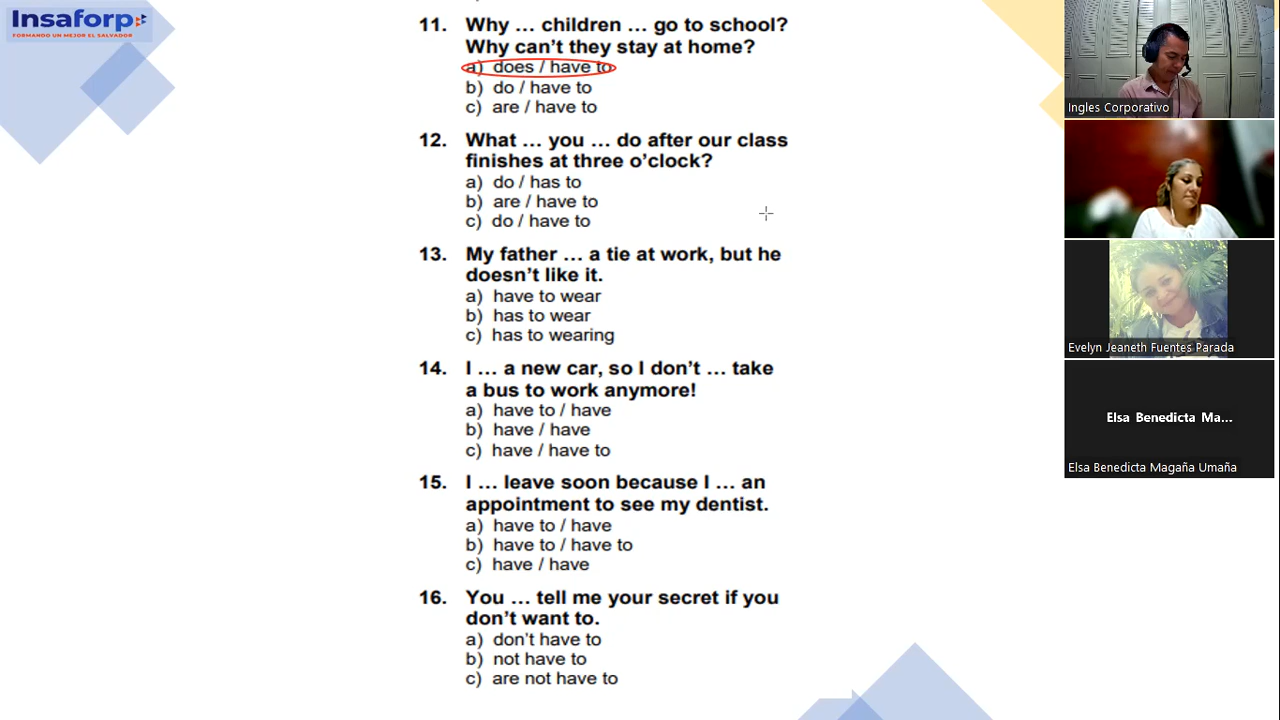 Insaforp
FORMANDO UN MEJOR EL SALVADOR
11. Why ... children ... go to school?
Why can't they stay at home?
a) does / have to
b) do / have to
c) are / have to
12. What ... you ... do after our class
finishes at three o'clock?
a) do / has to
b) are / have to
c) do / have to
13. My father ... a tie at work, but he
doesn't like it.
a) have to wear
b) has to wear
c) has to wearing
14. I ... a new car, so I don't ... take
a bus to work anymore!
a) have to / have
b) have / have
c) have / have to
15. I ... leave soon because I ... an
appointment to see my dentist.
a) have to / have
b) have to / have to
c) have / have
16. You ... tell me your secret if you
don't want to.
a) don't have to
b) not have to
c) are not have to
Ingles Corporativo
Evelyn Jeaneth Fuentes Parada
Elsa Benedicta Ma...
Elsa Benedicta Magaña Umaña